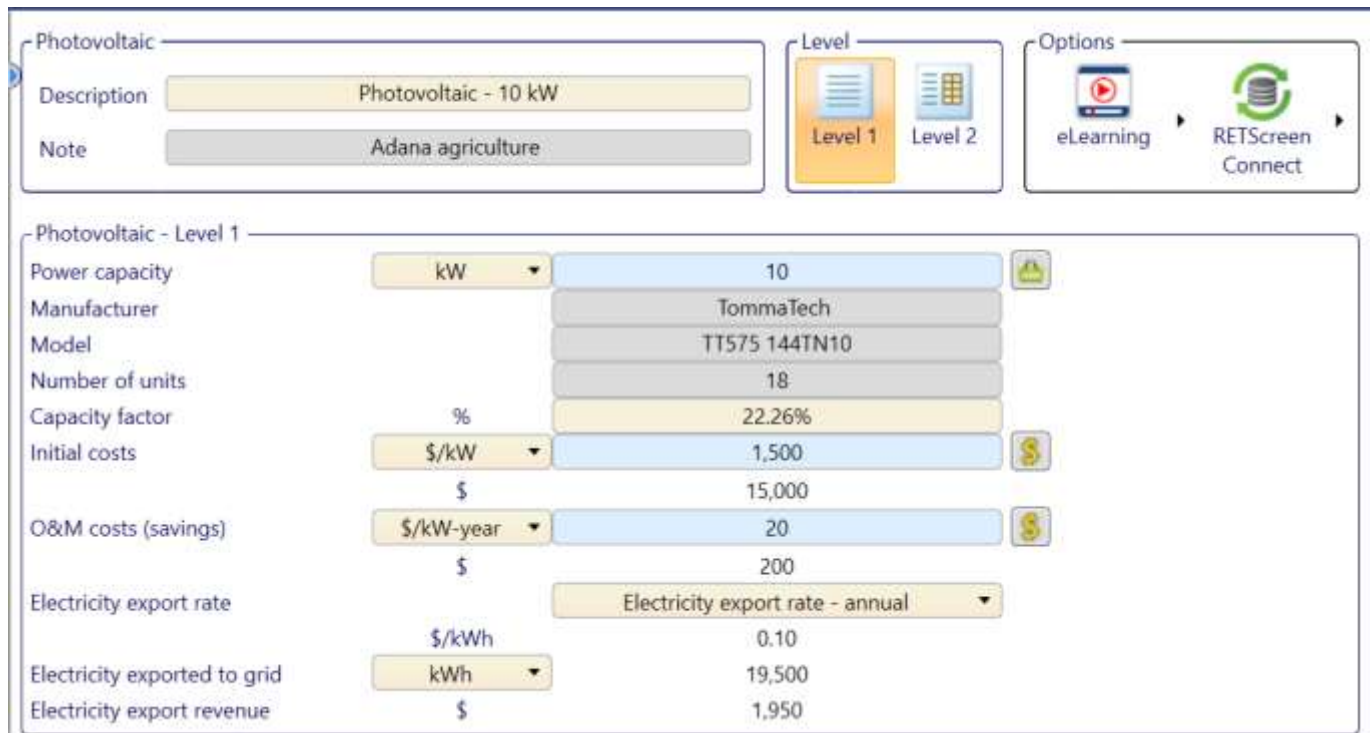 Photovoltaic
Description Photovoltaic - 10 kW
Note Adana agriculture
Level
Level 1 Level 2
Options
eLearning RETScreen
Connect
Photovoltaic - Level 1
Power capacity kW 10
Manufacturer TommaTech
Model TT575 144TN10
Number of units 18
Capacity factor % 22.26%
Initial costs $/kW 1,500
$ 15,000
O&M costs (savings) $/kW-year 20
$ 200
Electricity export rate Electricity export rate - annual
$/kWh 0.10
Electricity exported to grid kWh 19,500
Electricity export revenue $ 1,950